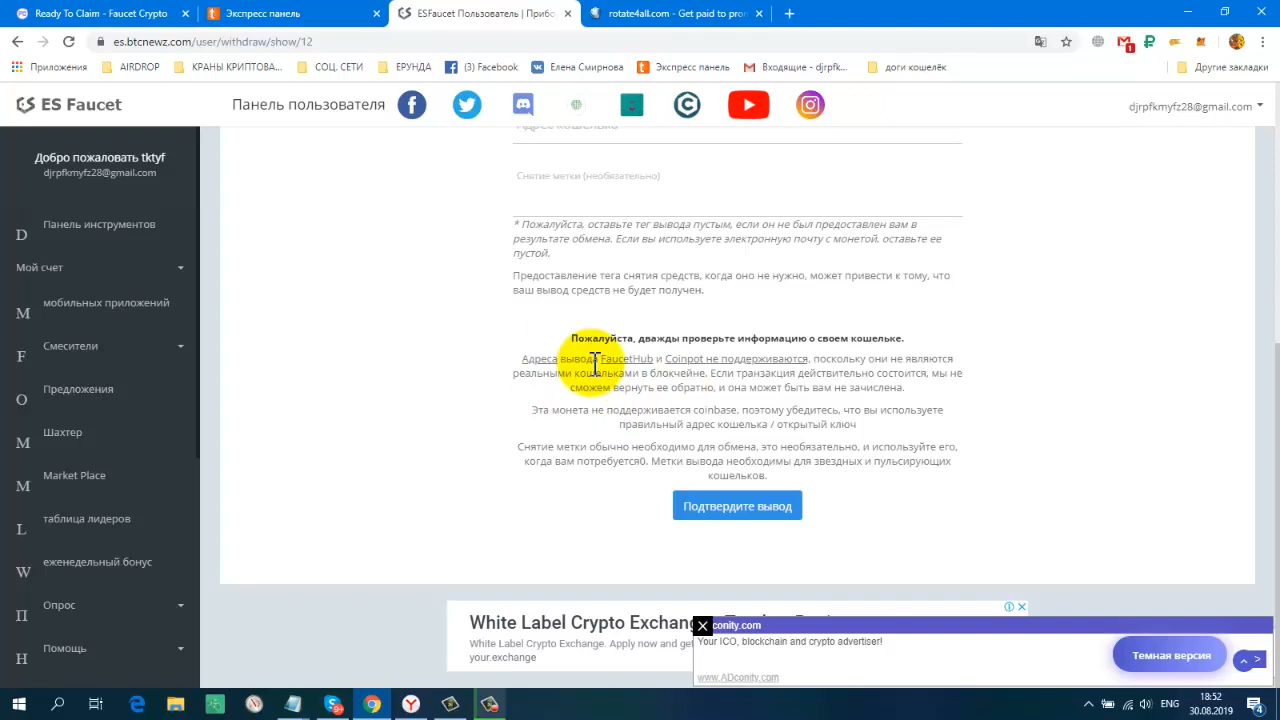 Ready To Claim - Faucet Crypto
Экспресс панель
ESFaucet Пользователь | Прибо
rotate4all.com - Get paid to pro
es.btcnewz.com/user/withdraw/show/12
Приложения
AIRDROP
КРАНЫ КРИПТОВА...
СОЦ. СЕТИ
ЕРУНДА
(3) Facebook
Елена Смирнова
Экспресс панель
Входящие - djrpfk...
доги кошелёк
Другие закладки
ES Faucet
Панель пользователя
djrpfkmyfz28@gmail.com
Добро пожаловать tktyf
djrpfkmyfz28@gmail.com
D Панель инструментов
Мой счет
M мобильных приложений
F Смесители
O Предложения
M Шахтер
M Market Place
L таблица лидеров
W еженедельный бонус
П Опрос
Н Помощь
Адрес кошелька
Снятие метки (необязательно)
* Пожалуйста, оставьте тег вывода пустым, если он не был предоставлен вам в
результате обмена. Если вы используете электронную почту с монетой, оставьте ее
пустой.
Предоставление тега снятия средств, когда оно не нужно, может привести к тому, что
ваш вывод средств не будет получен.
Пожалуйста, дважды проверьте информацию о своем кошельке.
Адреса вывода FaucetHub и Coinpot не поддерживаются, поскольку они не являются
реальными кошельками в блокчейне. Если транзакция действительно состоится, мы не
сможем вернуть ее обратно, и она может быть вам не зачислена.
Эта монета не поддерживается coinbase, поэтому убедитесь, что вы используете
правильный адрес кошелька / открытый ключ
Снятие метки обычно необходимо для обмена, это необязательно, и используйте его,
когда вам потребуется0. Метки вывода необходимы для звездных и пульсирующих
кошельков.
Подтвердите вывод
White Label Crypto Exchange
White Label Crypto Exchange. Apply now and get
your.exchange
conity.com
Your ICO, blockchain and crypto advertiser!
www.ADconity.com
Темная версия
ENG
18:52
30.08.2019
4